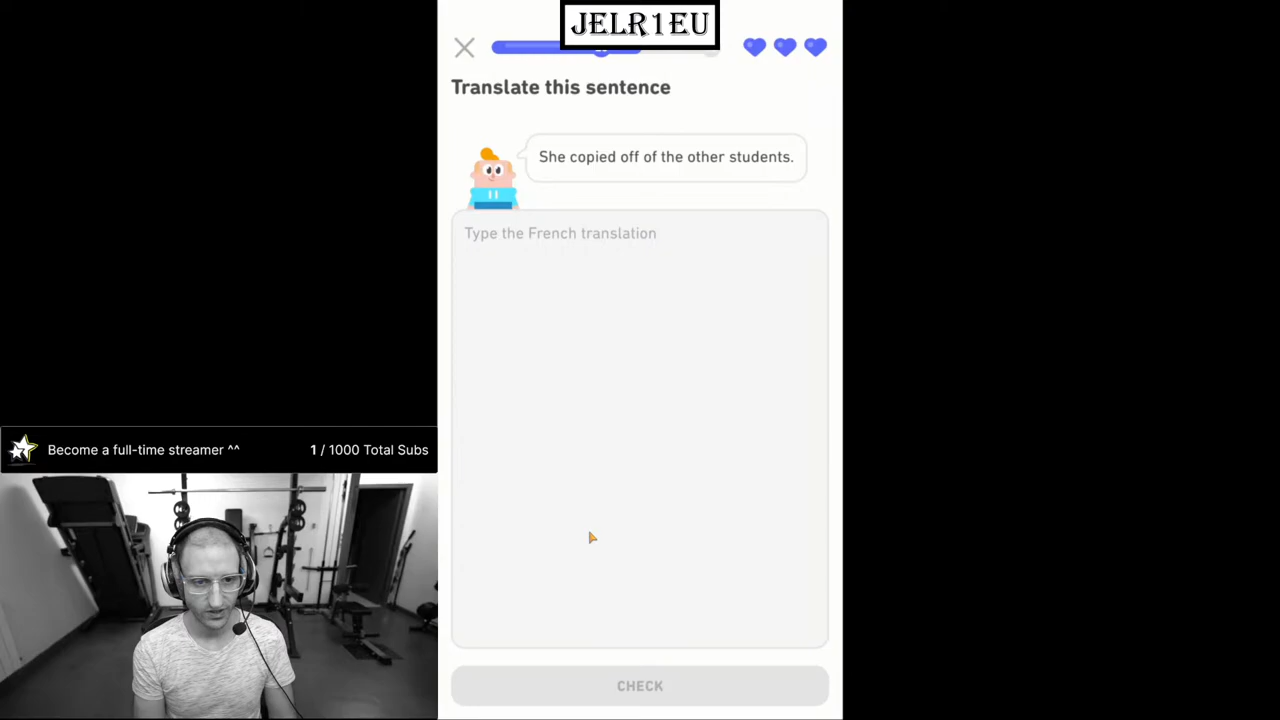 JELR1EU
Translate this sentence
She copied off of the other students.
Type the French translation
Become a full-time streamer ^^ 1 / 1000 Total Subs
CHECK